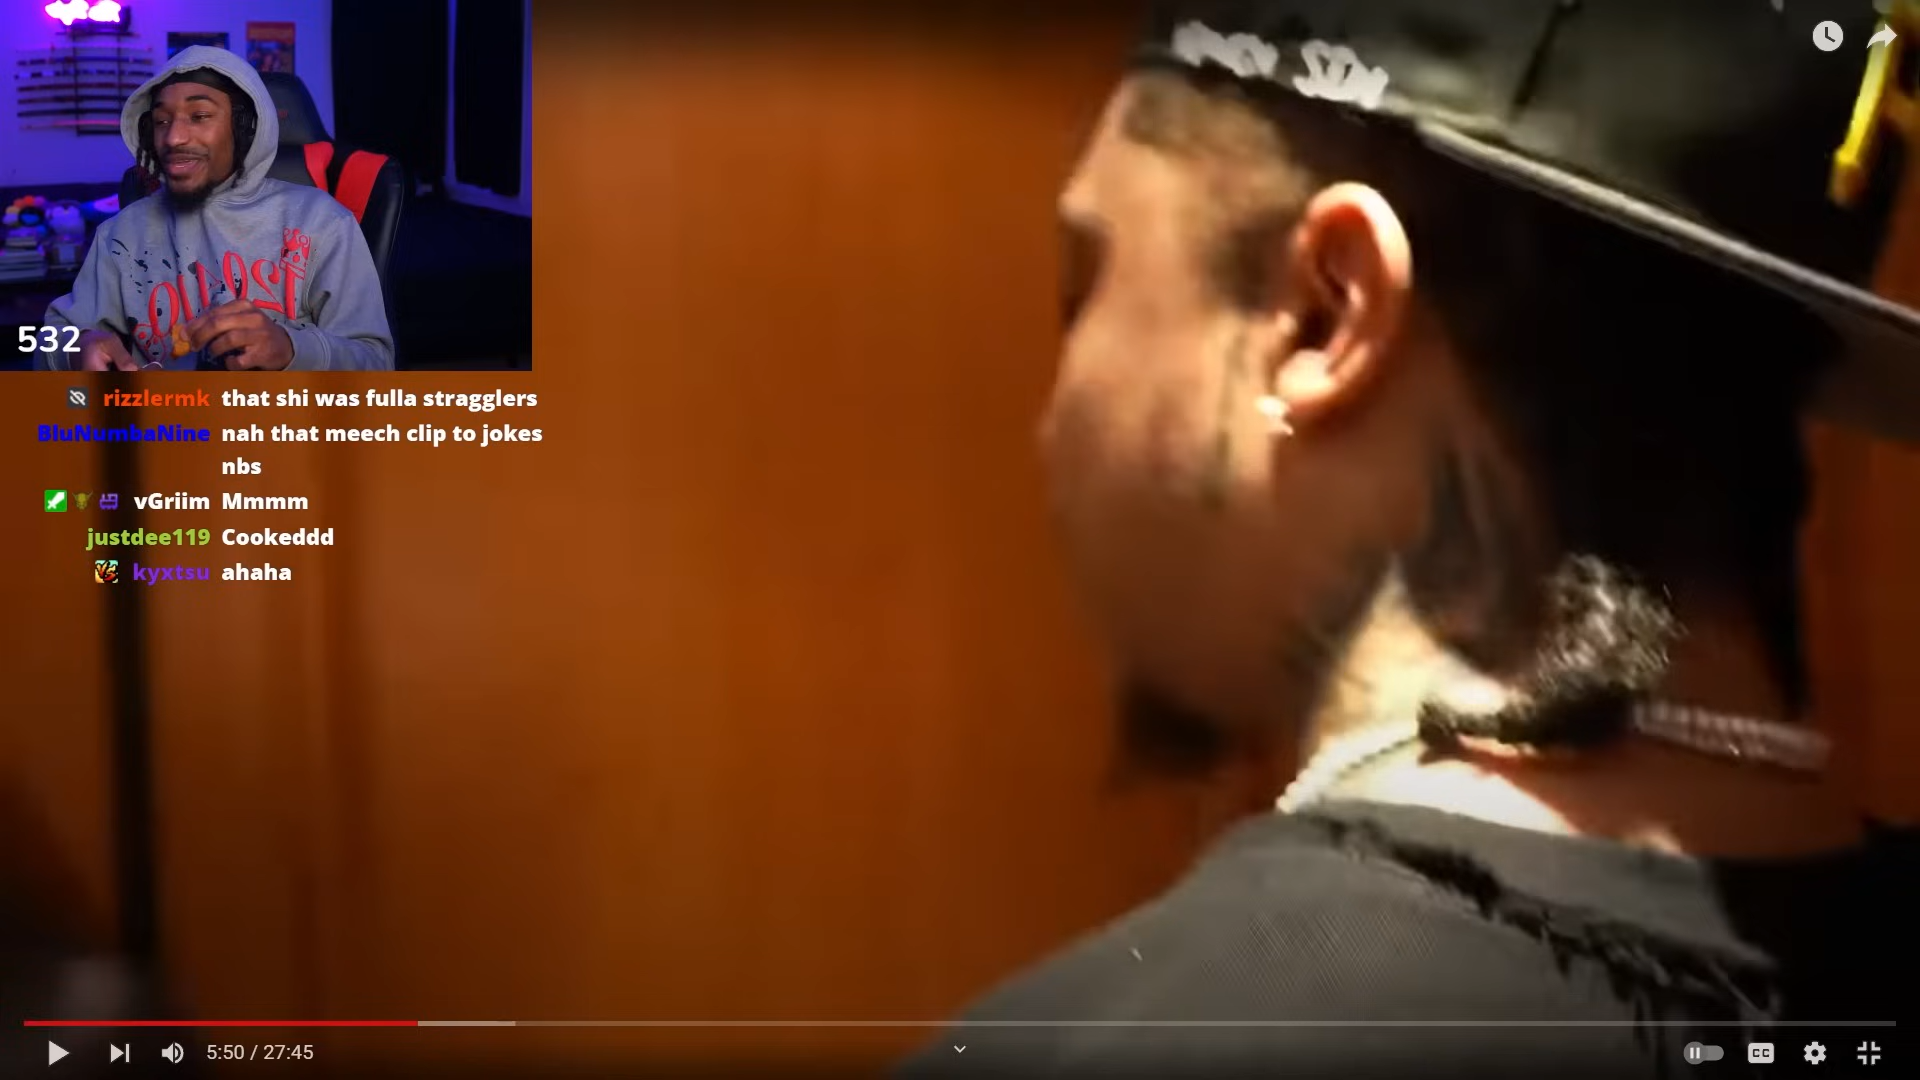 532
rizzlermk that shi was fulla stragglers
BluNumbaNine nah that meech clip to jokes
nbs
vGriim Mmmm
justdee119 Cookeddd
kyxtsu ahaha
5:50 / 27:45
CC